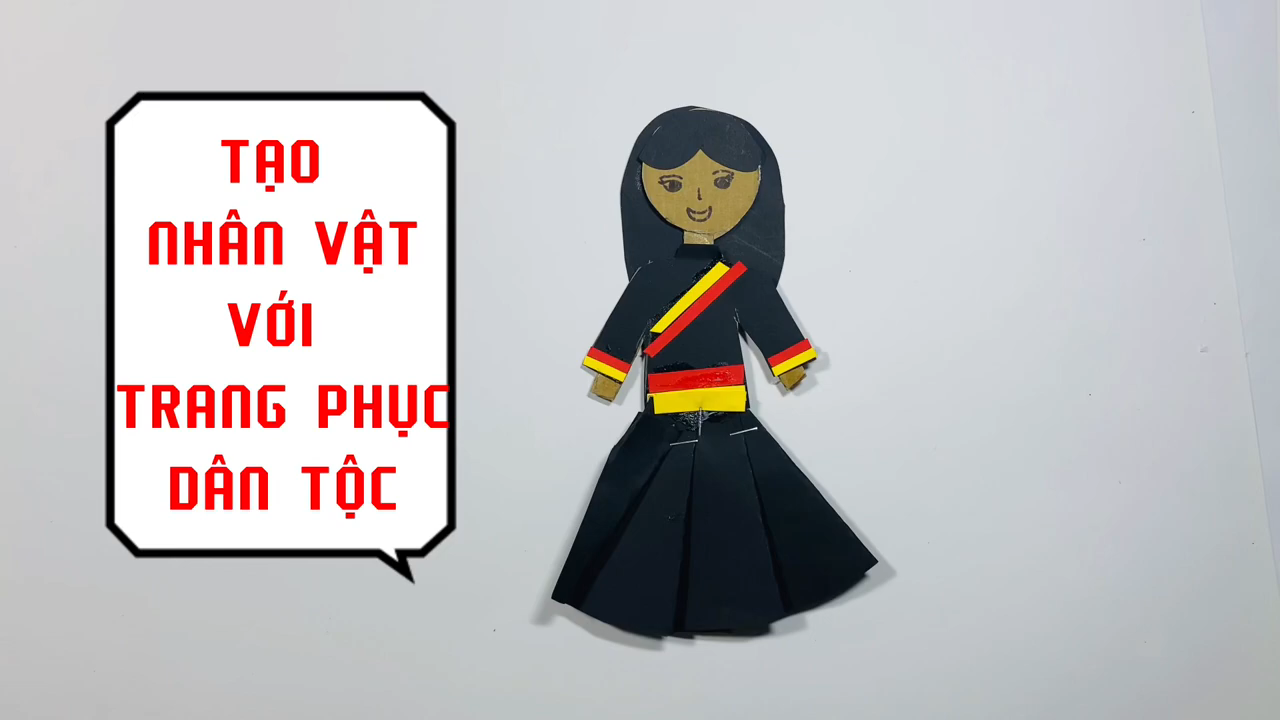 TẠO
NHÂN VẬT
VỚI
TRANG PHỤC
DÂN TỘC